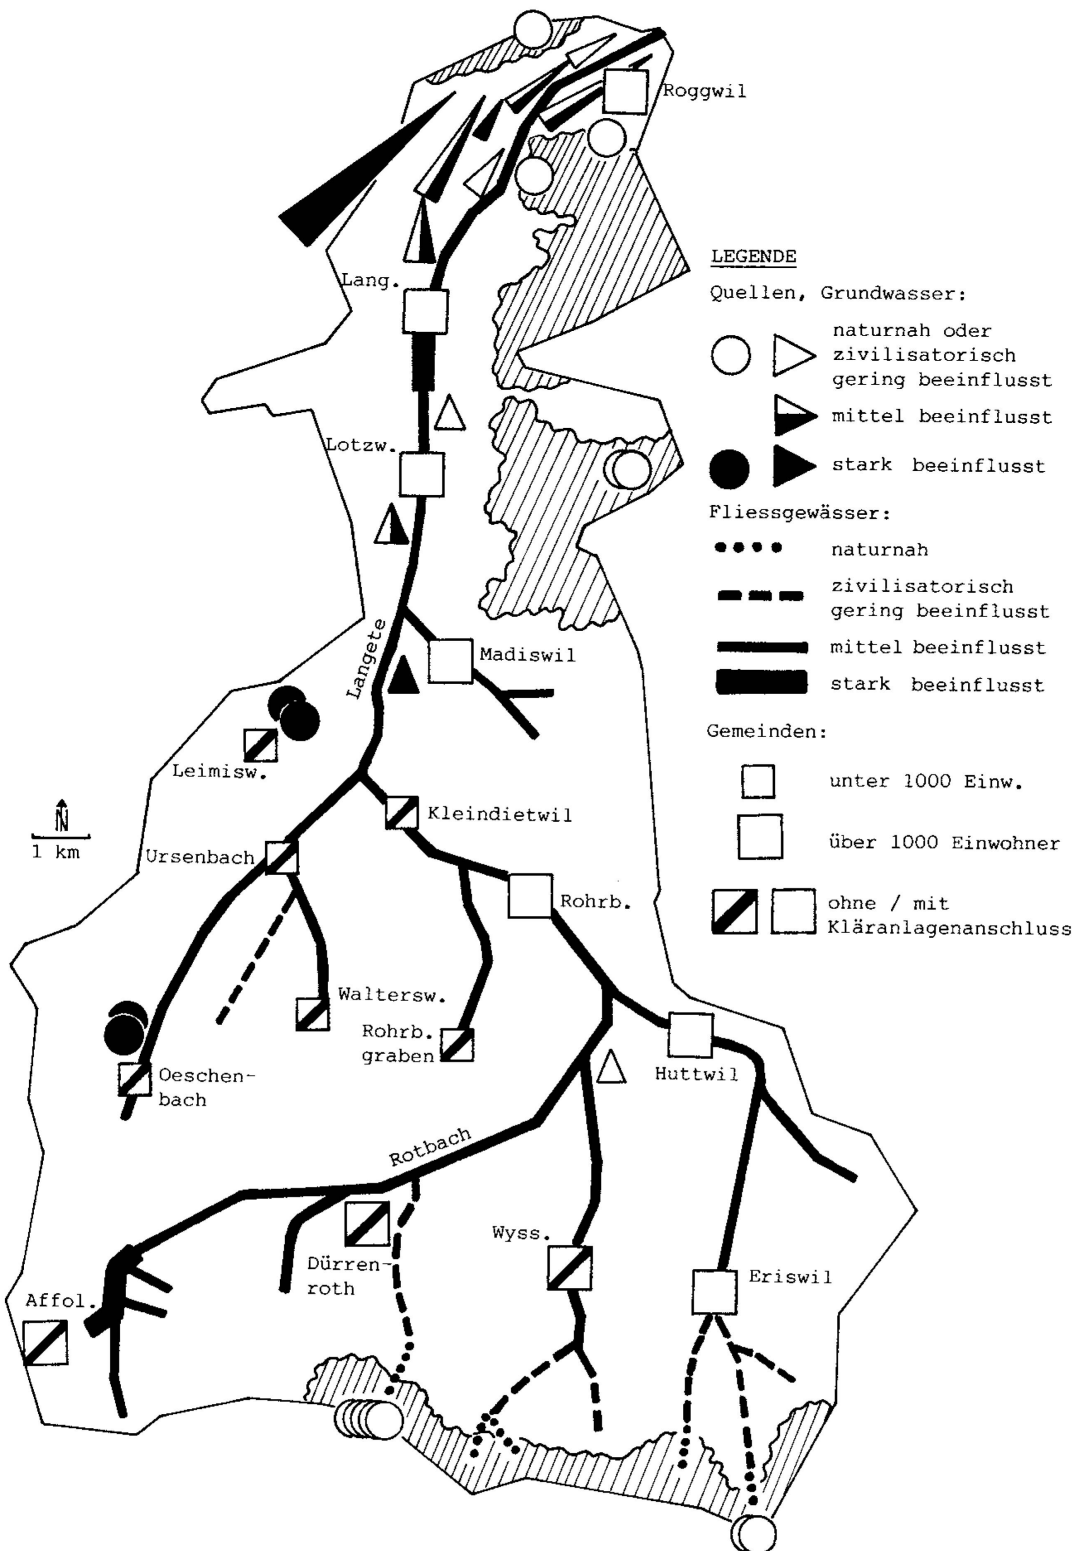 Roggwil
Lang.
Lotzw.
Langete
Madiswil
Leimisw.
Kleindietwil
N
1 km
Ursenbach
Rohrb.
Waltersw.
Rohrb.
graben
Oeschen-
bach
Huttwil
Rotbach
Wyss.
Dürren-
roth
Eriswil
Affol.
LEGENDE
Quellen, Grundwasser:
naturnah oder
zivilisatorisch
gering beeinflusst
mittel beeinflusst
stark beeinflusst
Fliessgewässer:
naturnah
zivilisatorisch
gering beeinflusst
mittel beeinflusst
stark beeinflusst
Gemeinden:
unter 1000 Einw.
über 1000 Einwohner
ohne / mit
Kläranlagenanschluss